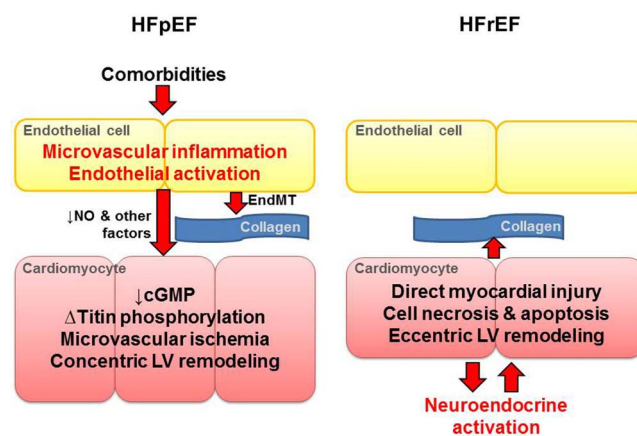 HFpEF
Comorbidities
Endothelial cell
Microvascular inflammation
Endothelial activation
↓NO & other
factors
EndMT
Collagen
Cardiomyocyte
↓cGMP
ΔTitin phosphorylation
Microvascular ischemia
Concentric LV remodeling
HFrEF
Endothelial cell
Collagen
Cardiomyocyte
Direct myocardial injury
Cell necrosis & apoptosis
Eccentric LV remodeling
Neuroendocrine
activation